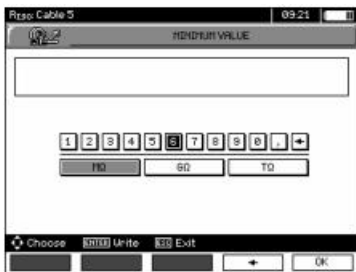 RISO: Cable 5 09:21
MINIMUM VALUE
1 2 3 4 5 6 7 8 9 0 . ←
MΩ GΩ TΩ
Choose ENTER Write ESC Exit
← OK